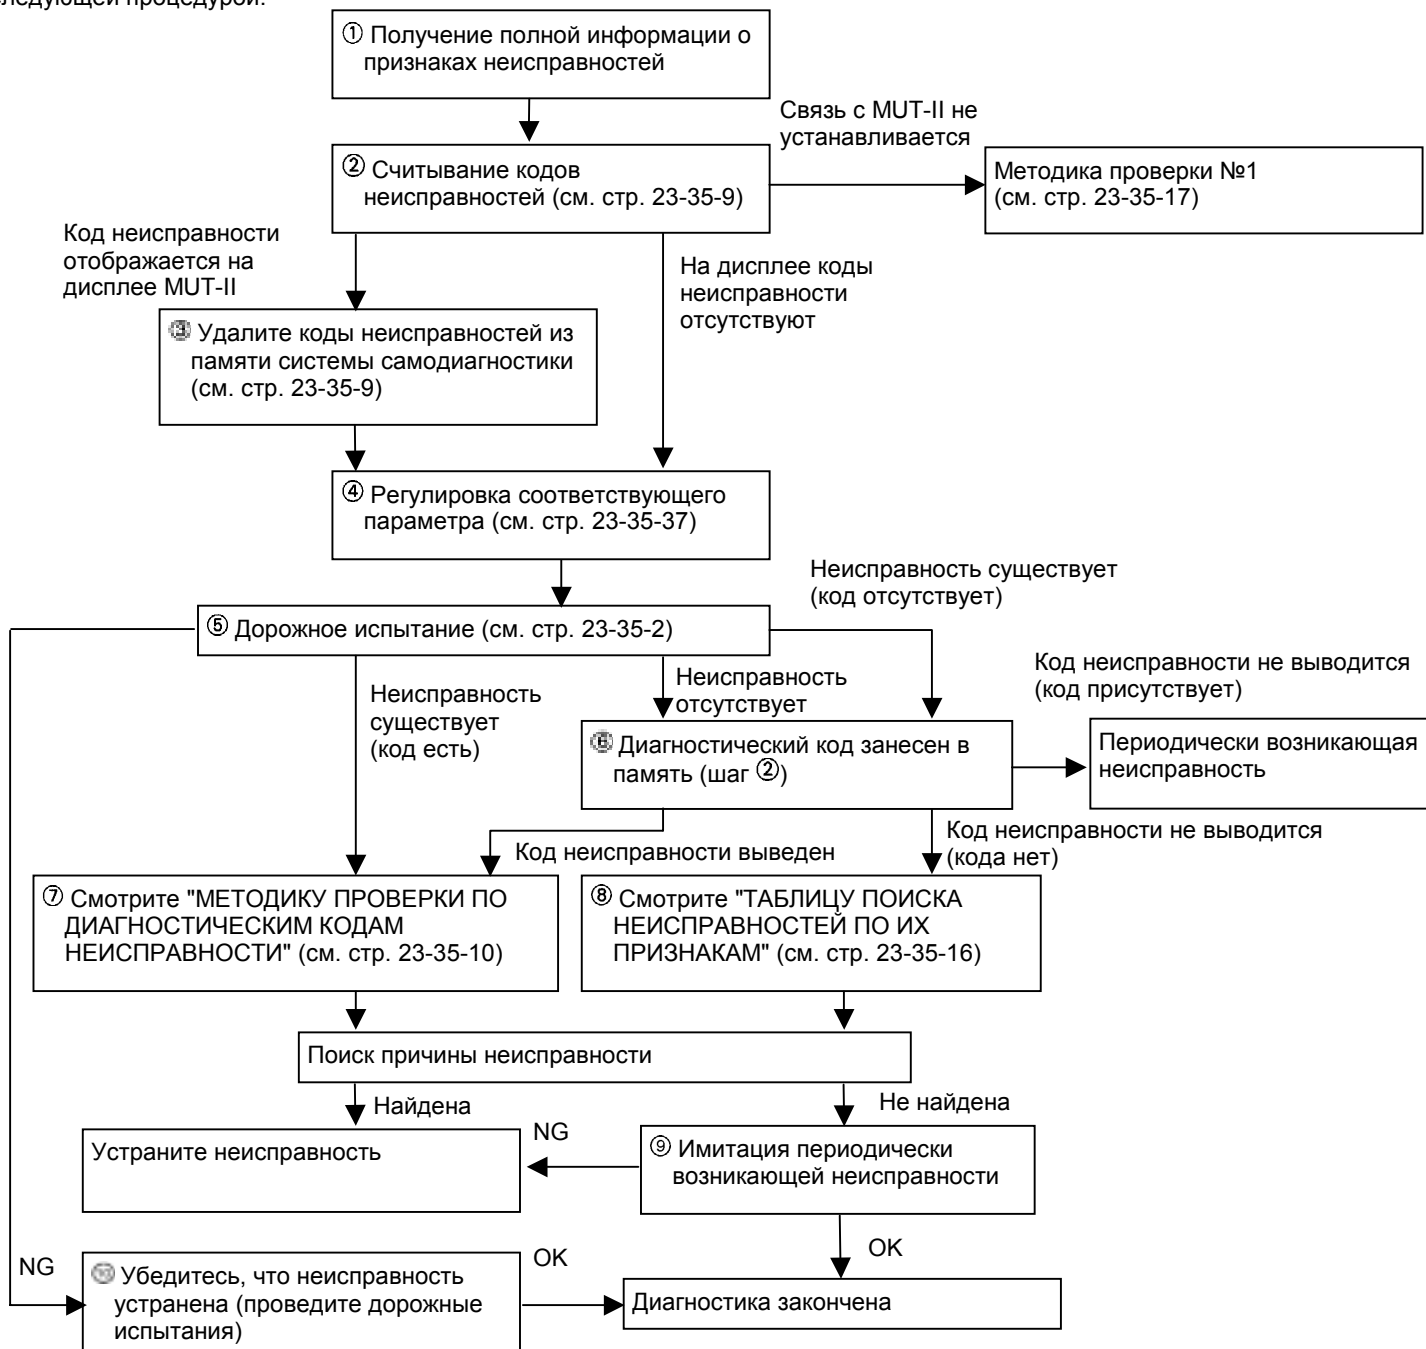 следующей процедурой.
① Получение полной информации о
признаках неисправностей
Связь с MUT-II не
устанавливается
② Считывание кодов
неисправностей (см. стр. 23-35-9)
Методика проверки №1
(см. стр. 23-35-17)
Код неисправности
отображается на
дисплее MUT-II
На дисплее коды
неисправности
отсутствуют
③ Удалите коды неисправностей из
памяти системы самодиагностики
(см. стр. 23-35-9)
④ Регулировка соответствующего
параметра (см. стр. 23-35-37)
Неисправность существует
(код отсутствует)
⑤ Дорожное испытание (см. стр. 23-35-2)
Код неисправности не выводится
(код присутствует)
Неисправность
существует
(код есть)
Неисправность
отсутствует
⑥ Диагностический код занесен в
память (шаг ②)
Периодически возникающая
неисправность
Код неисправности выведен
Код неисправности не выводится
(кода нет)
⑦ Смотрите "МЕТОДИКУ ПРОВЕРКИ ПО
ДИАГНОСТИЧЕСКИМ КОДАМ
НЕИСПРАВНОСТИ" (см. стр. 23-35-10)
⑧ Смотрите "ТАБЛИЦУ ПОИСКА
НЕИСПРАВНОСТЕЙ ПО ИХ
ПРИЗНАКАМ" (см. стр. 23-35-16)
Поиск причины неисправности
Найдена
Не найдена
Устраните неисправность
NG
⑨ Имитация периодически
возникающей неисправности
OK
NG
⑩ Убедитесь, что неисправность
устранена (проведите дорожные
испытания)
OK
Диагностика закончена